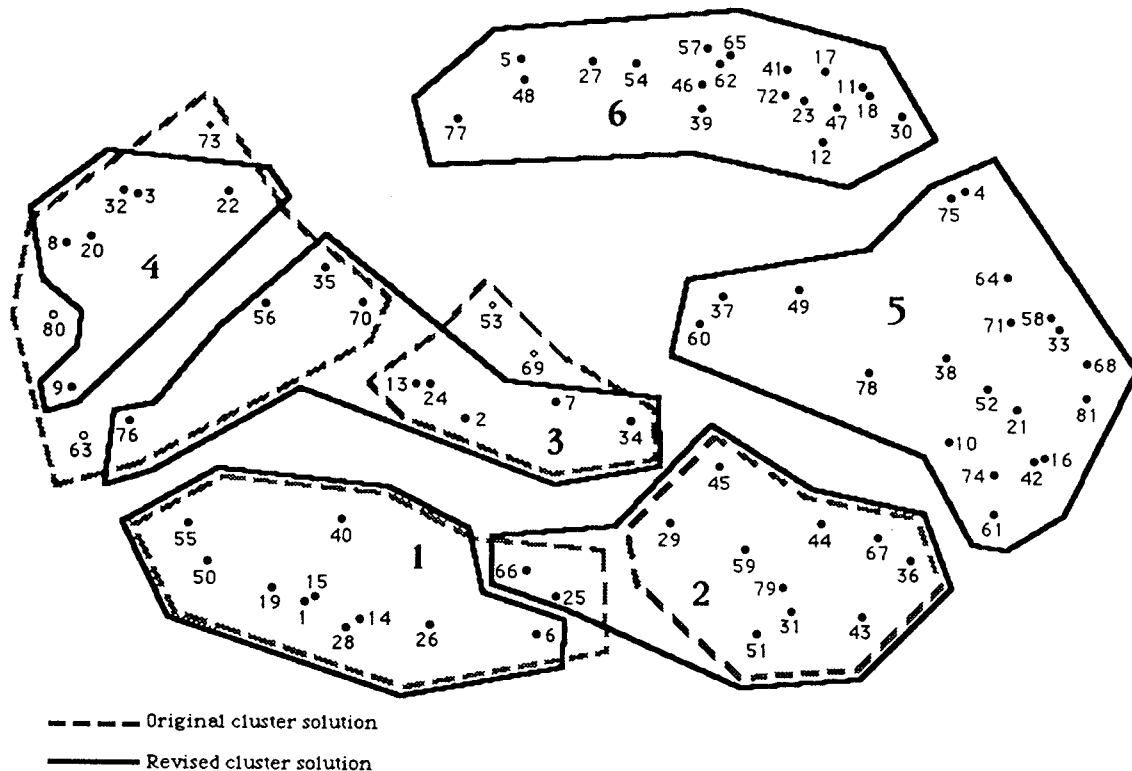 57 65
5 27 54 62 41 17
48 46 72 23 11 18
77 6 39 47 30
12
73
32 3 22
8 20
4
75 4
35 64
56 70 37 49 5
80 53 60 71 58 33
69 38 68
9 13 24 78 52 81
2 7 21
76 3 34
63 10
45 74 42 16
55 40 29 44 61
50 1 66 59 67 36
19 15 25 79 2
1 14 31 43
28 26 6 51
Original cluster solution
Revised cluster solution